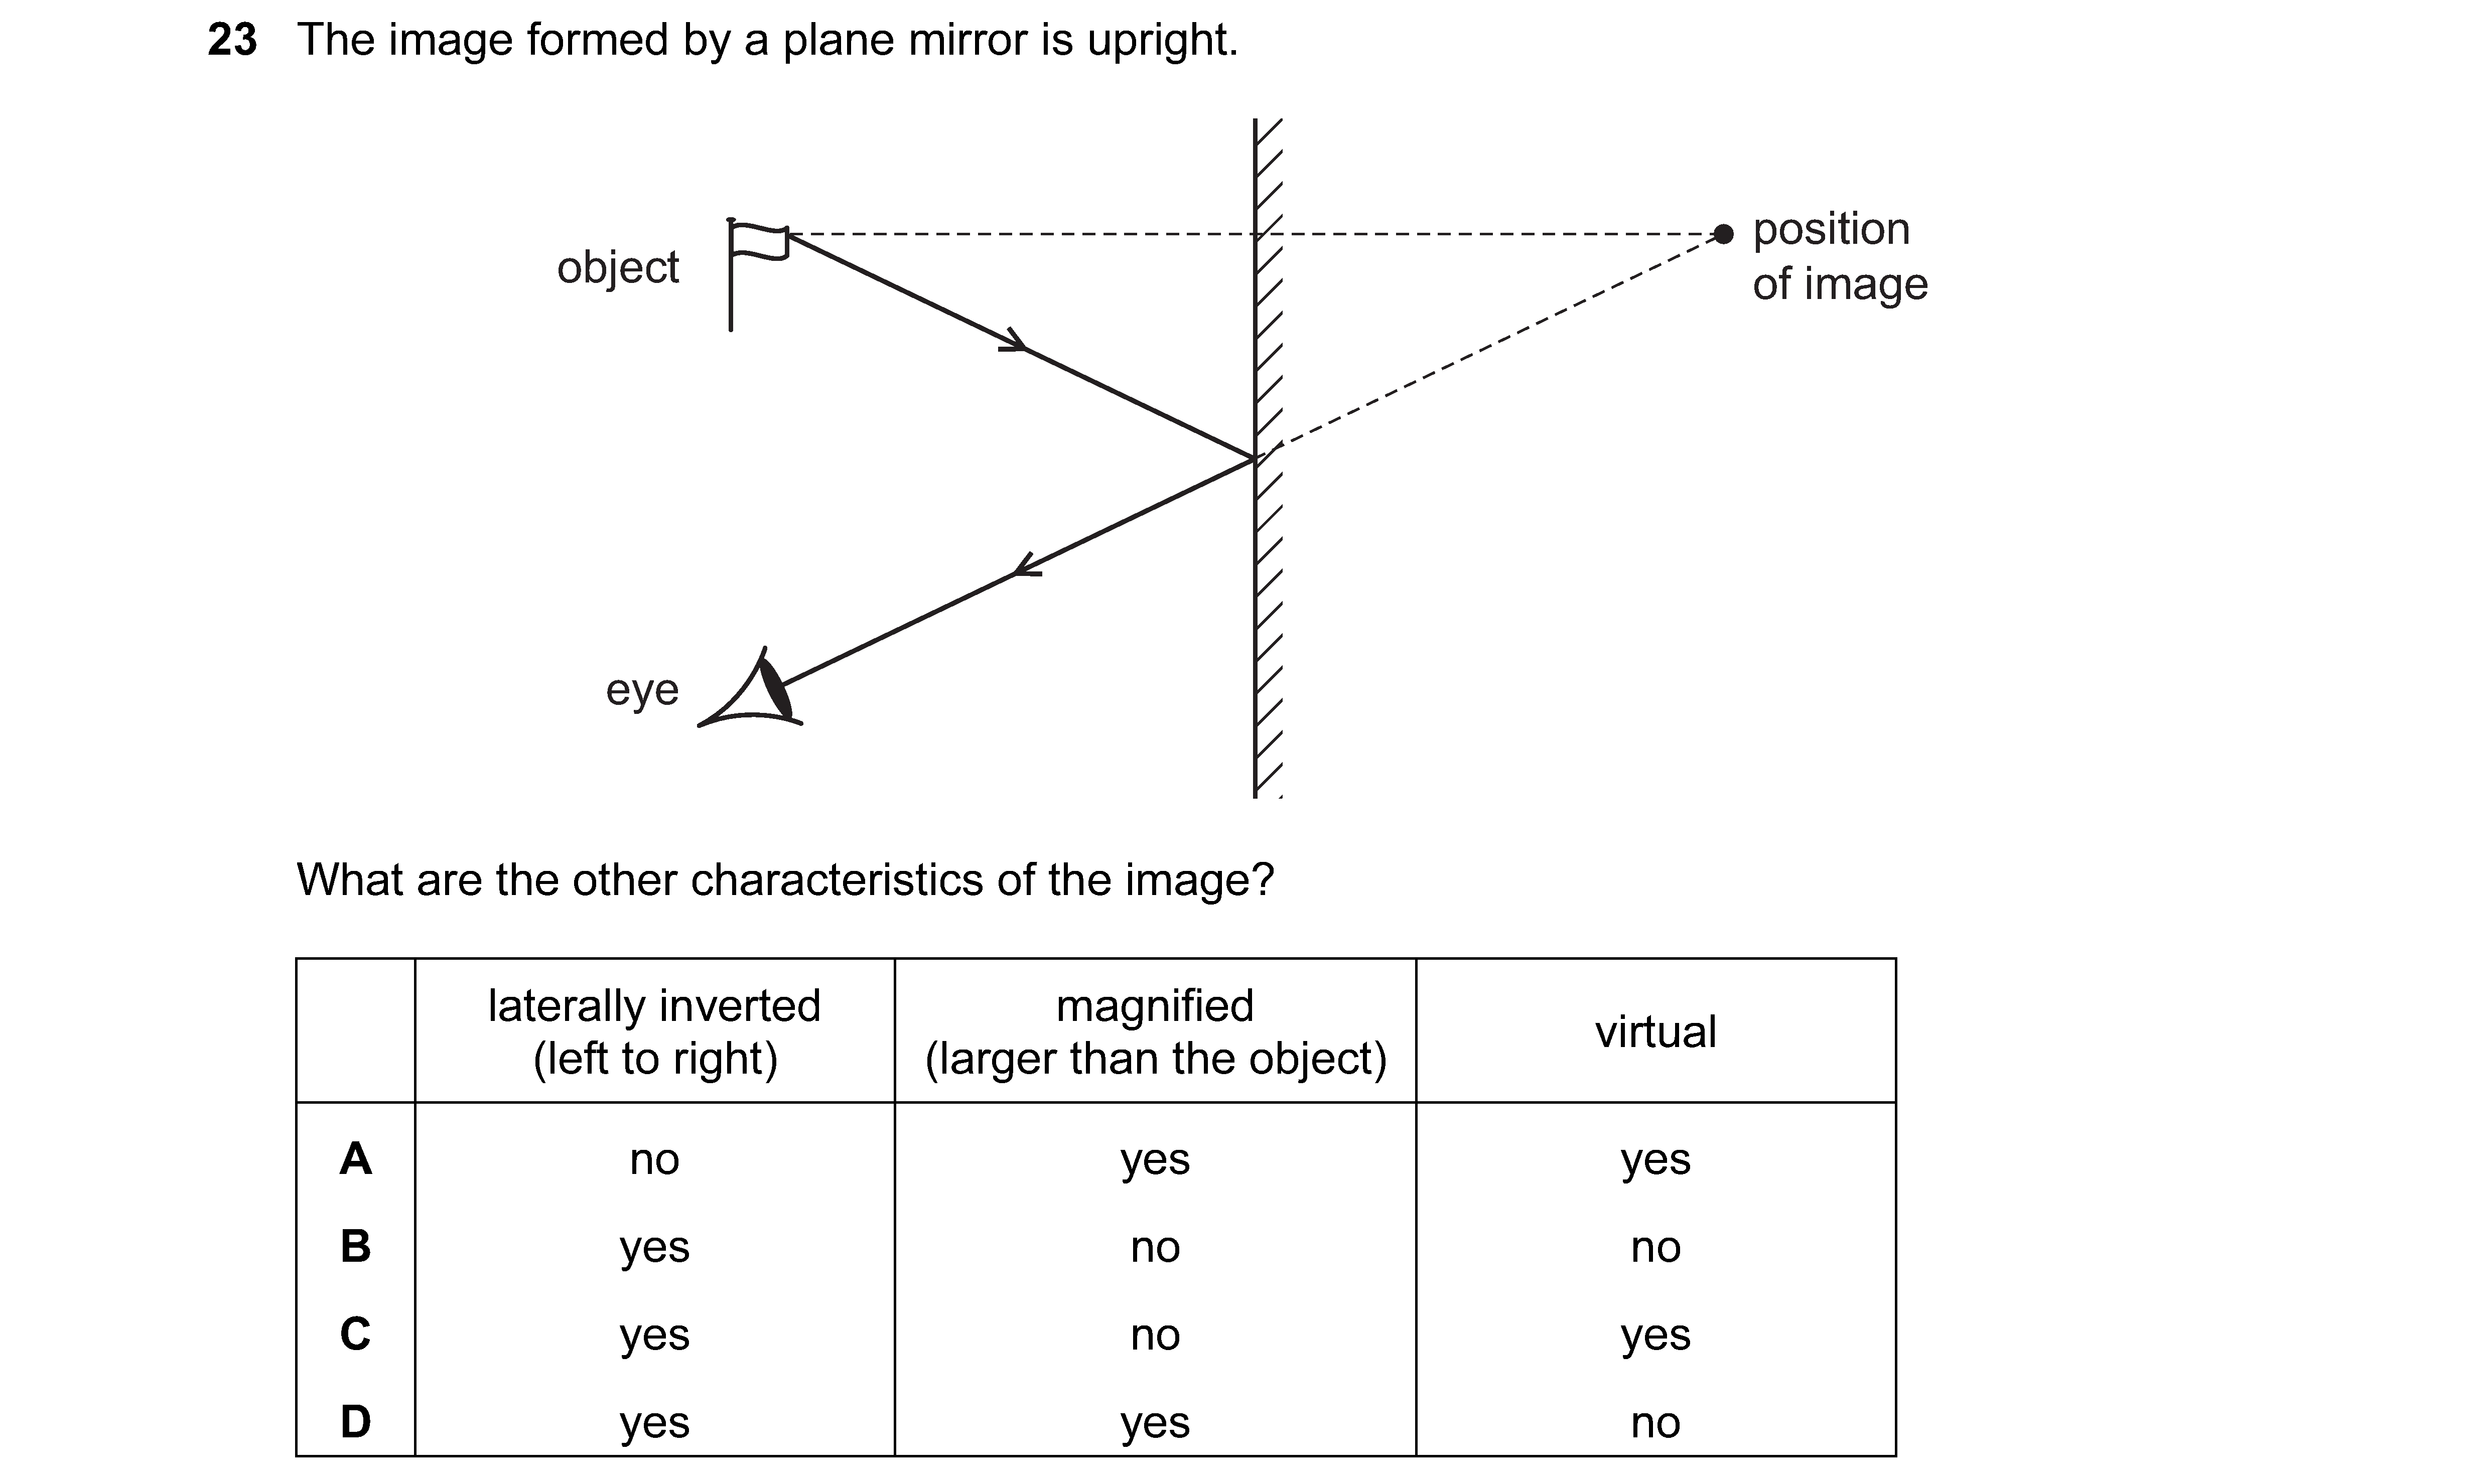 23 The image formed by a plane mirror is upright.
object
position
of image
eye
What are the other characteristics of the image?
laterally inverted
(left to right)
magnified
(larger than the object)
virtual
A no yes yes
B yes no no
C yes no yes
D yes yes no